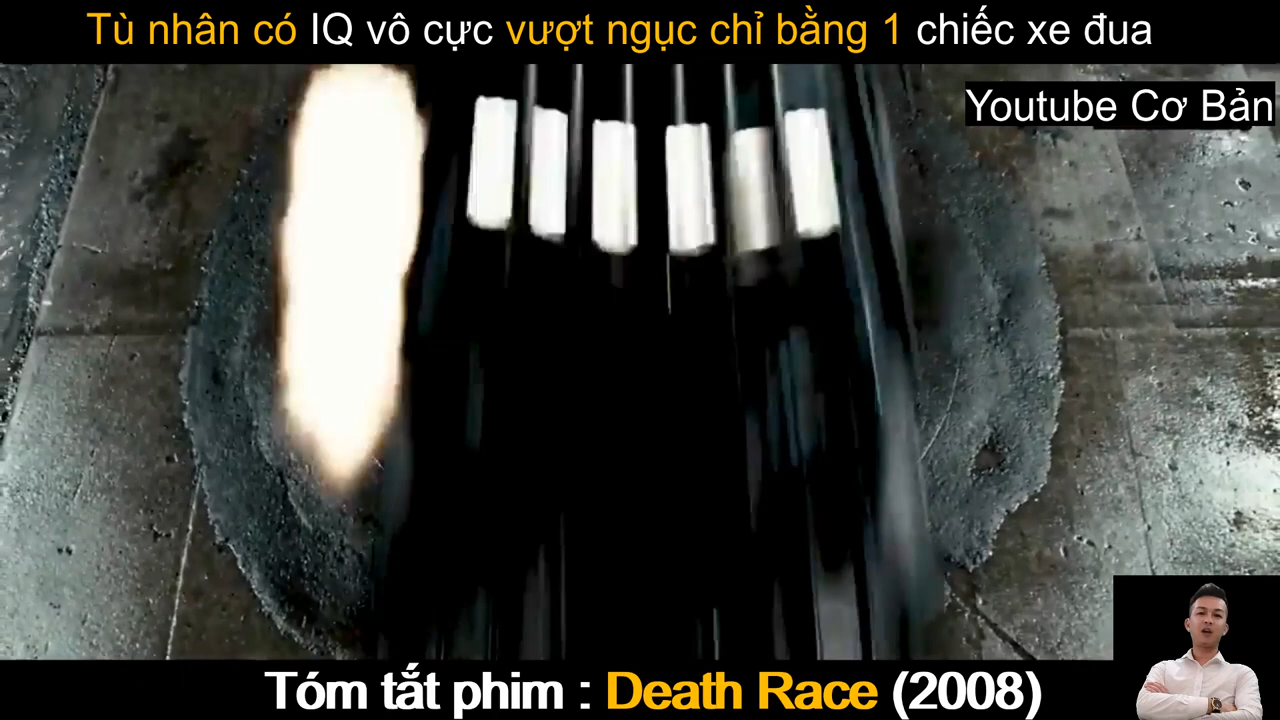 Tù nhân có IQ vô cực vượt ngục chỉ bằng 1 chiếc xe đua
Youtube Cơ Bản
Tóm tắt phim : Death Race (2008)